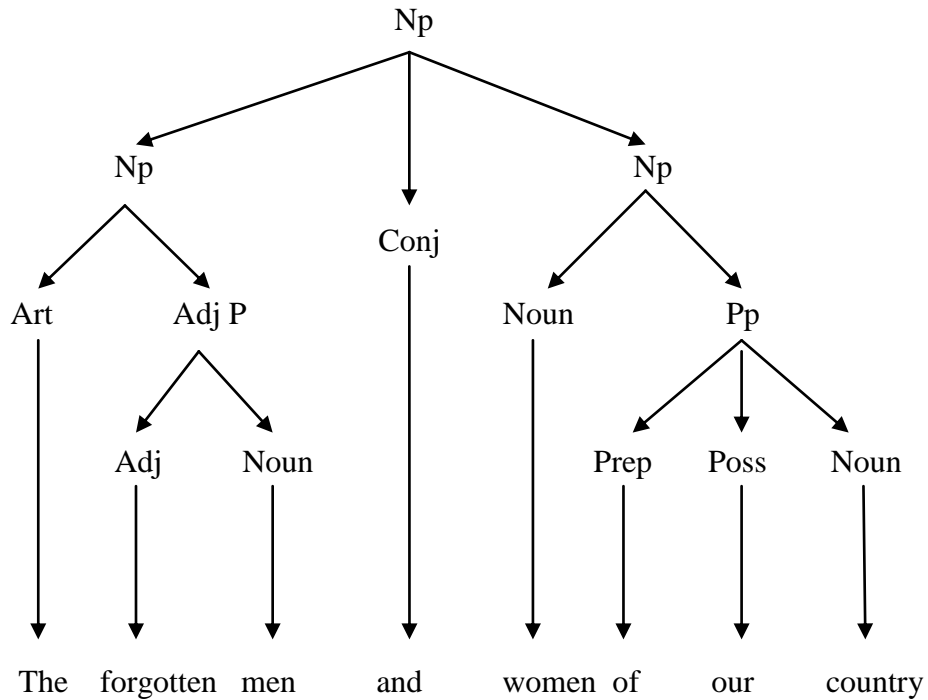 Np
Np Np
Conj
Art Adj P Noun Pp
Adj Noun Prep Poss Noun
The forgotten men and women of our country